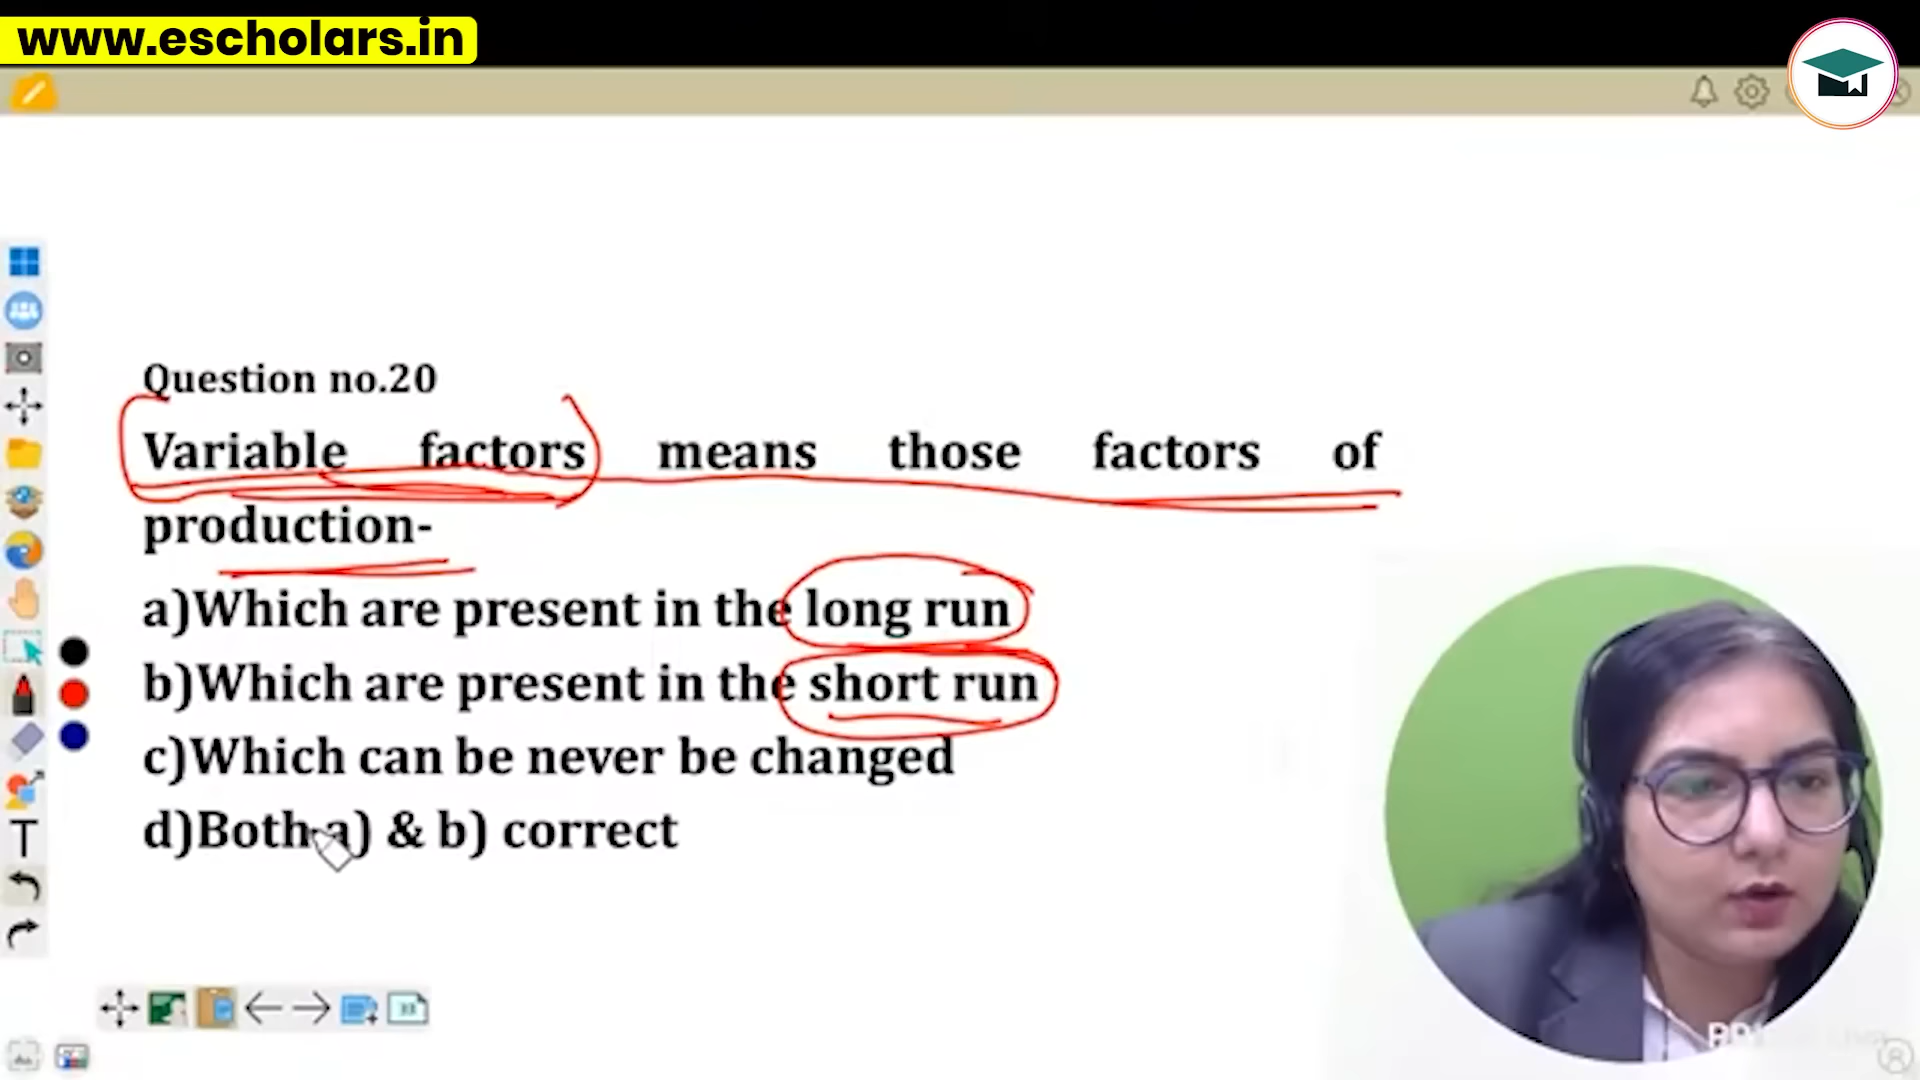 www.escholars.in
Question no.20
Variable factors means those factors of
production-
a)Which are present in the long run
b)Which are present in the short run
c)Which can be never be changed
d)Both a) & b) correct